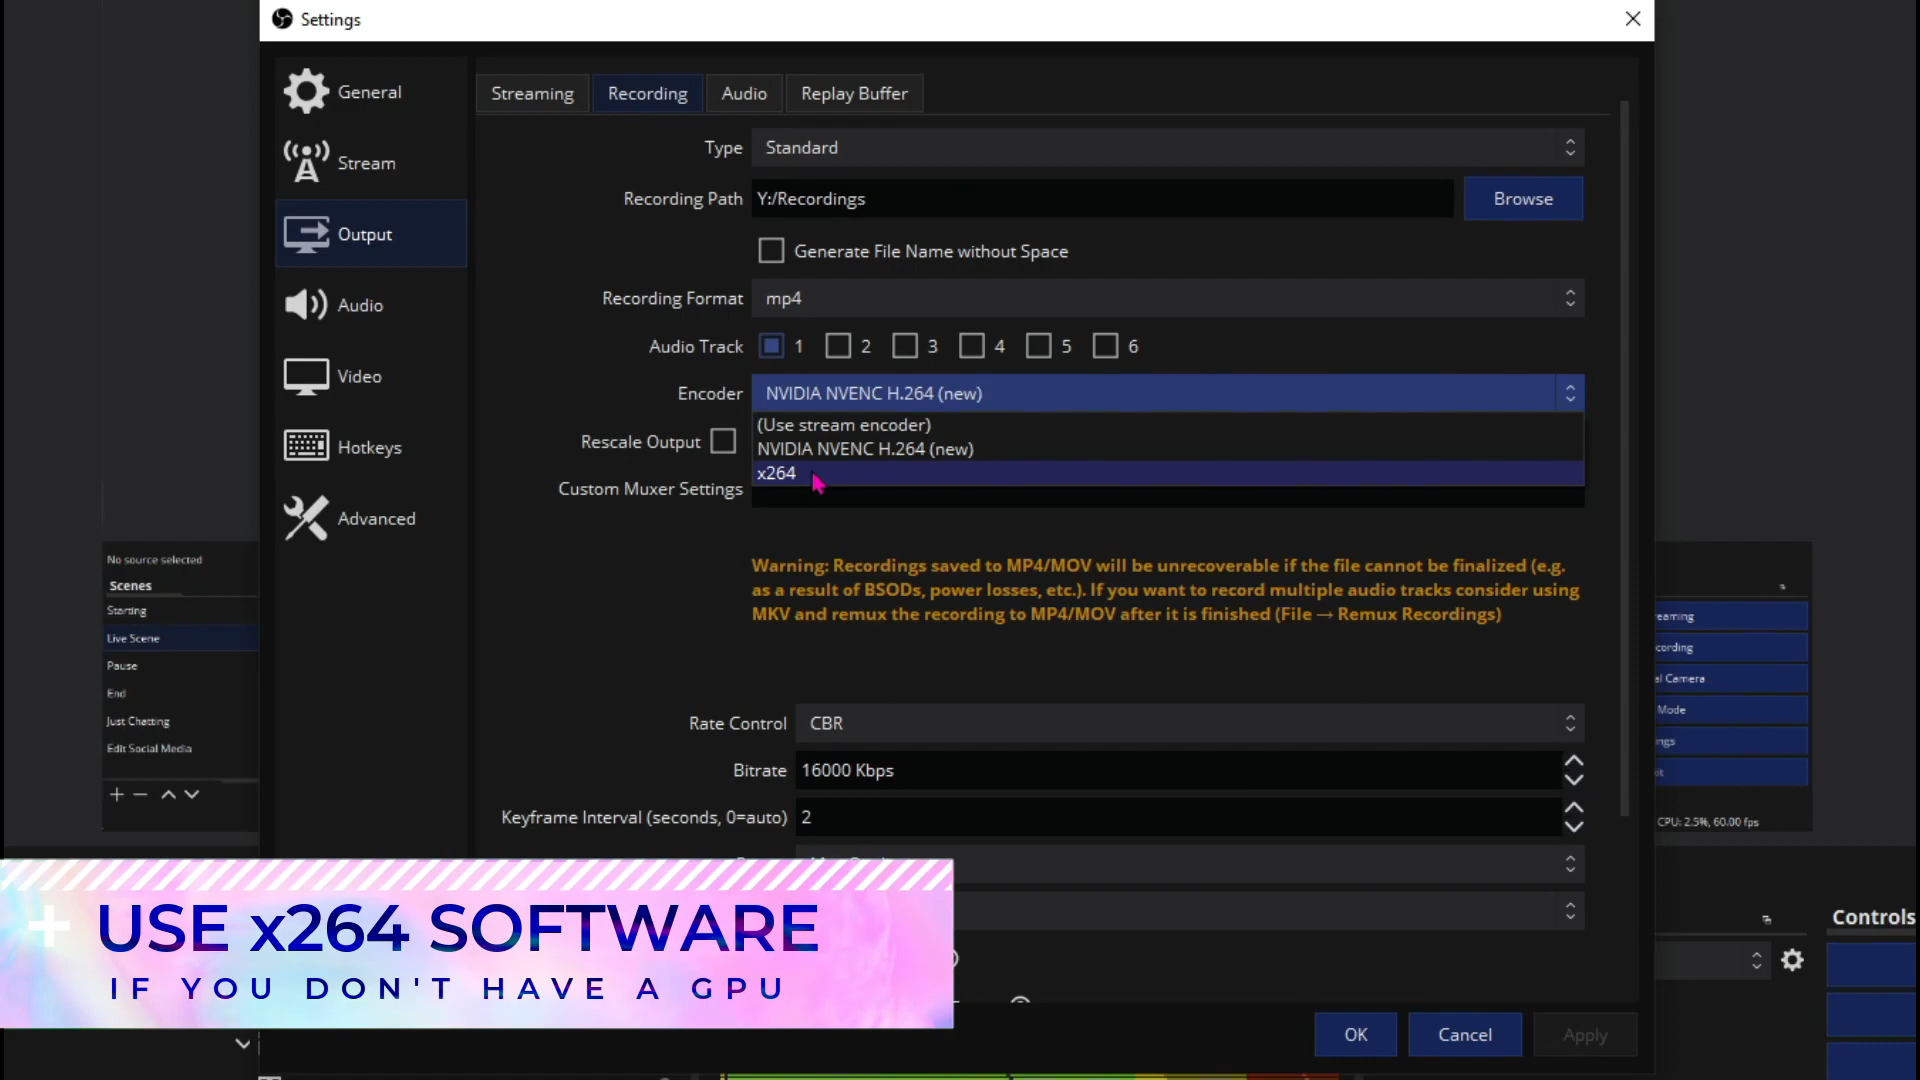 Settings
General
Stream
Output
Audio
Video
Hotkeys
Advanced
Streaming
Recording
Audio
Replay Buffer
Type
Standard
Recording Path
Y:/Recordings
Browse
Generate File Name without Space
Recording Format
mp4
Audio Track
1
2
3
4
5
6
Encoder
NVIDIA NVENC H.264 (new)
(Use stream encoder)
NVIDIA NVENC H.264 (new)
x264
Rescale Output
Custom Muxer Settings
Warning: Recordings saved to MP4/MOV will be unrecoverable if the file cannot be finalized (e.g.
as a result of BSODs, power losses, etc.). If you want to record multiple audio tracks consider using
MKV and remux the recording to MP4/MOV after it is finished (File → Remux Recordings)
Rate Control
CBR
Bitrate
16000 Kbps
Keyframe Interval (seconds, 0=auto)
2
No source selected
Scenes
Starting
Live Scene
Pause
End
Just Chatting
Edit Social Media
eaming
cording
al Camera
Mode
ngs
CPU: 2.5%, 60.00 fps
Controls
USE x264 SOFTWARE
IF YOU DON'T HAVE A GPU
OK
Cancel
Apply